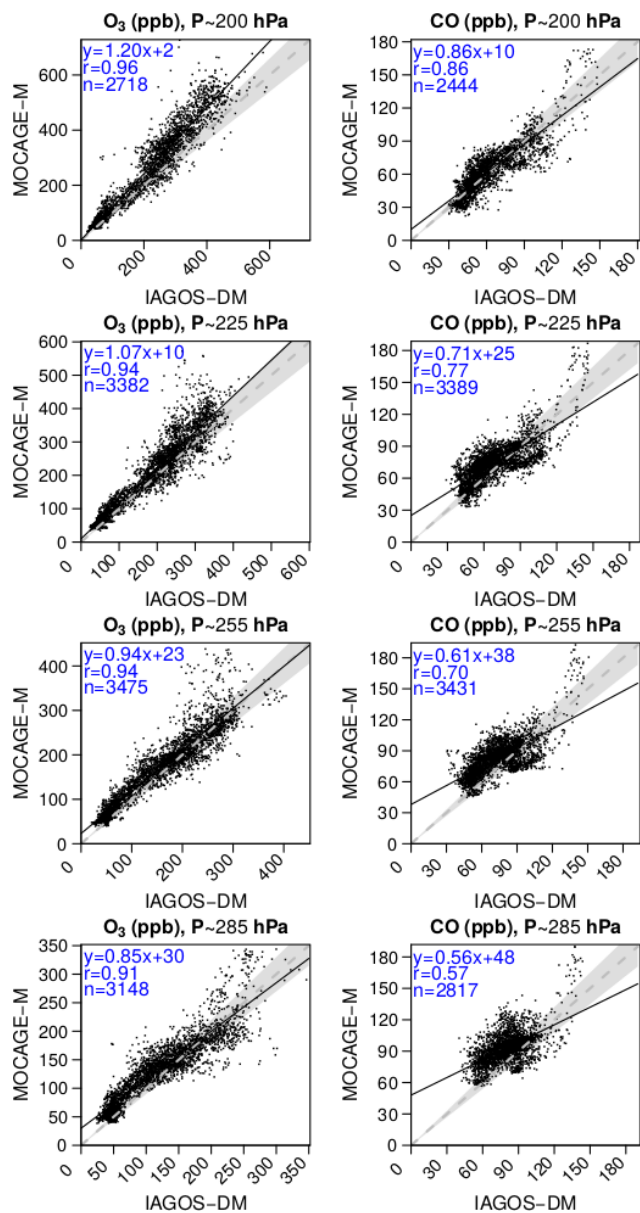 O₃ (ppb), P~200 hPa
y=1.20x+2
r=0.96
n=2718
MOCAGE−M
600
400
200
0
0 200 400 600
IAGOS−DM
CO (ppb), P~200 hPa
y=0.86x+10
r=0.86
n=2444
MOCAGE−M
180
150
120
90
60
30
0
0 30 60 90 120 150 180
IAGOS−DM
O₃ (ppb), P~225 hPa
y=1.07x+10
r=0.94
n=3382
MOCAGE−M
600
500
400
300
200
100
0
0 100 200 300 400 500 600
IAGOS−DM
CO (ppb), P~225 hPa
y=0.71x+25
r=0.77
n=3389
MOCAGE−M
180
150
120
90
60
30
0
0 30 60 90 120 150 180
IAGOS−DM
O₃ (ppb), P~255 hPa
y=0.94x+23
r=0.94
n=3475
MOCAGE−M
400
300
200
100
0
0 100 200 300 400
IAGOS−DM
CO (ppb), P~255 hPa
y=0.61x+38
r=0.70
n=3431
MOCAGE−M
180
150
120
90
60
30
0
0 30 60 90 120 150 180
IAGOS−DM
O₃ (ppb), P~285 hPa
y=0.85x+30
r=0.91
n=3148
MOCAGE−M
350
300
250
200
150
100
50
0
0 50 100 150 200 250 300 350
IAGOS−DM
CO (ppb), P~285 hPa
y=0.56x+48
r=0.57
n=2817
MOCAGE−M
180
150
120
90
60
30
0
0 30 60 90 120 150 180
IAGOS−DM